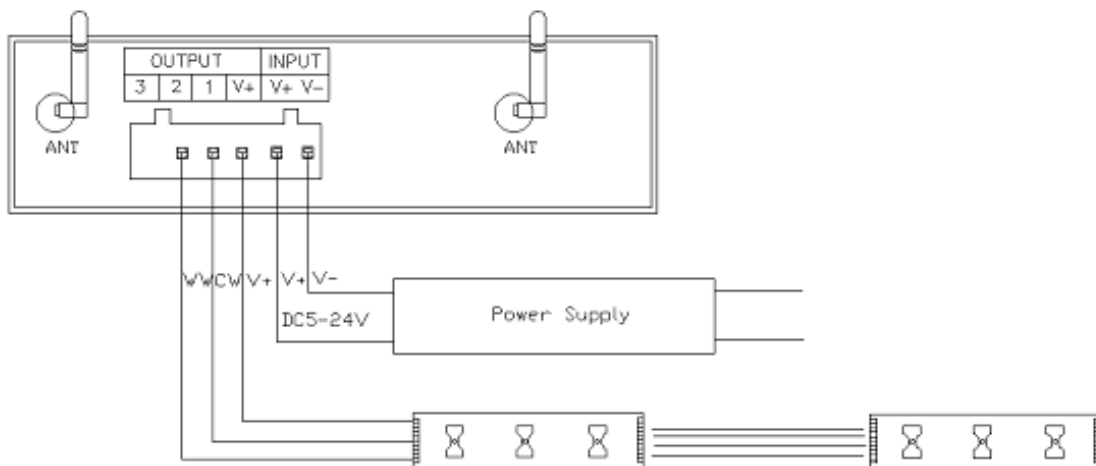 OUTPUT INPUT
3 2 1 V+ V+ V-
ANT ANT
WW CW V+ V+ V-
DC5-24V
Power Supply